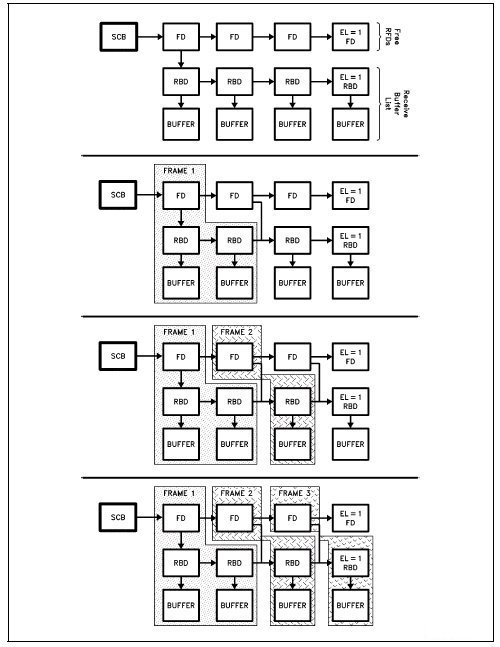 SCB
FD
FD
FD
EL = 1
FD
Free
RFDs
RBD
RBD
RBD
EL = 1
RBD
BUFFER
BUFFER
BUFFER
BUFFER
Receive
Buffer
List
FRAME 1
SCB
FD
FD
FD
EL = 1
FD
RBD
RBD
RBD
EL = 1
RBD
BUFFER
BUFFER
BUFFER
BUFFER
FRAME 1
FRAME 2
SCB
FD
FD
FD
EL = 1
FD
RBD
RBD
RBD
EL = 1
RBD
BUFFER
BUFFER
BUFFER
BUFFER
FRAME 1
FRAME 2
FRAME 3
SCB
FD
FD
FD
EL = 1
FD
RBD
RBD
RBD
EL = 1
RBD
BUFFER
BUFFER
BUFFER
BUFFER